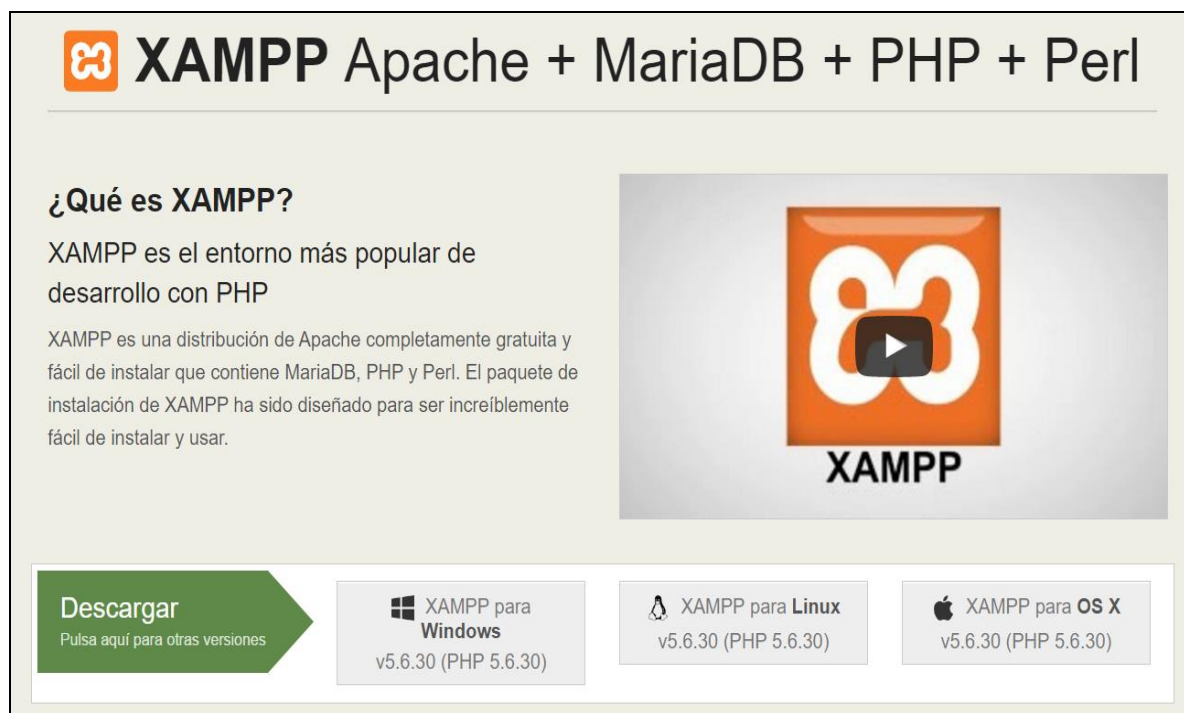 XAMPP Apache + MariaDB + PHP + Perl
¿Qué es XAMPP?
XAMPP es el entorno más popular de
desarrollo con PHP
XAMPP es una distribución de Apache completamente gratuita y
fácil de instalar que contiene MariaDB, PHP y Perl. El paquete de
instalación de XAMPP ha sido diseñado para ser increíblemente
fácil de instalar y usar.
XAMPP
Descargar
Pulsa aquí para otras versiones
XAMPP para
Windows
v5.6.30 (PHP 5.6.30)
XAMPP para Linux
v5.6.30 (PHP 5.6.30)
XAMPP para OS X
v5.6.30 (PHP 5.6.30)